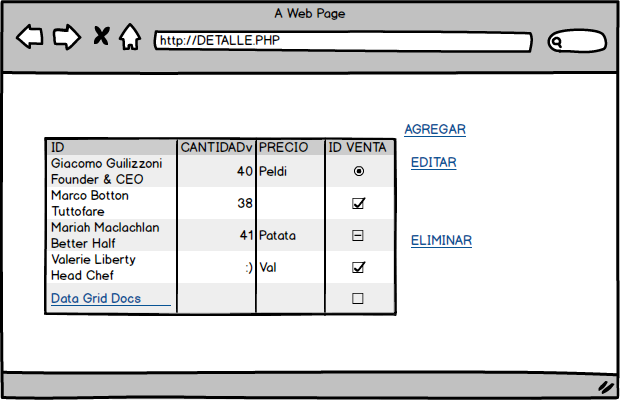 A Web Page
http://DETALLE.PHP
AGREGAR
ID CANTIDADv PRECIO ID VENTA
Giacomo Guilizzoni
Founder & CEO
40 Peldi
EDITAR
Marco Botton
Tuttofare
38
Mariah Maclachlan
Better Half
41 Patata
ELIMINAR
Valerie Liberty
Head Chef
:) Val
Data Grid Docs